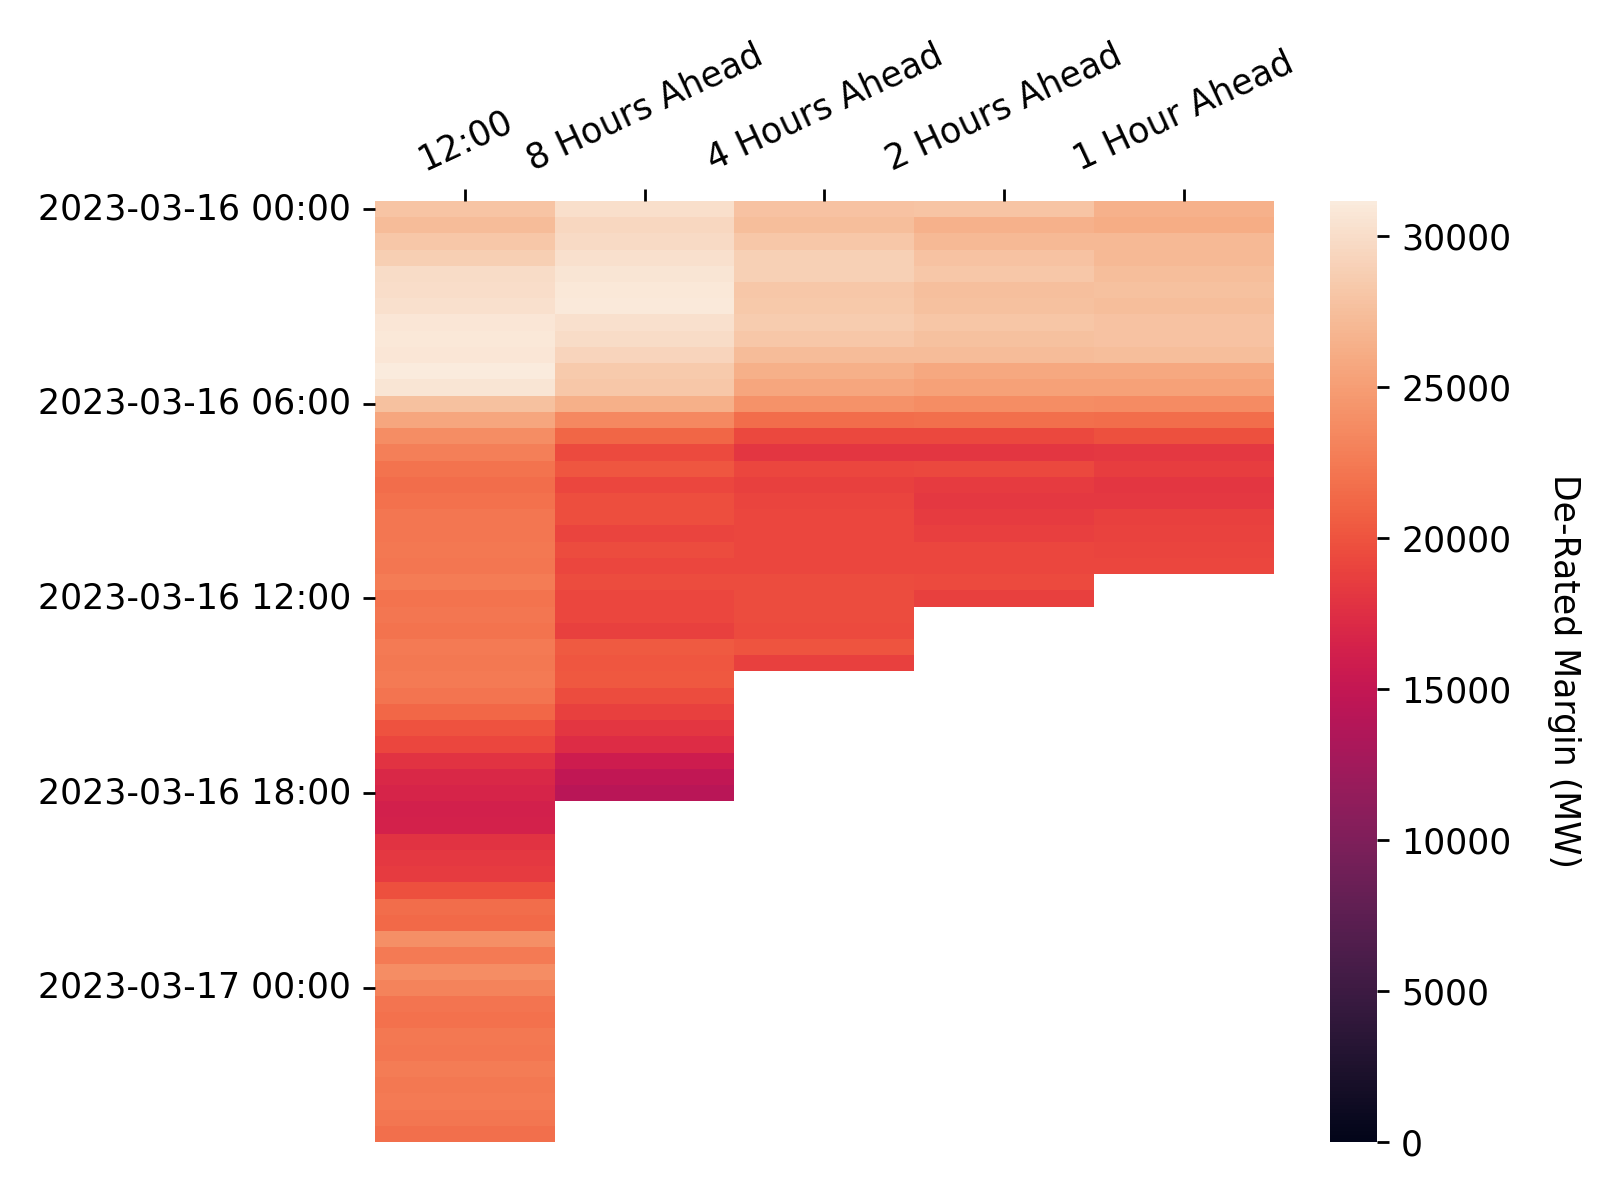 12:00
8 Hours Ahead
4 Hours Ahead
2 Hours Ahead
1 Hour Ahead
2023-03-16 00:00
2023-03-16 06:00
2023-03-16 12:00
2023-03-16 18:00
2023-03-17 00:00
30000
25000
20000
15000
10000
5000
0
De-Rated Margin (MW)